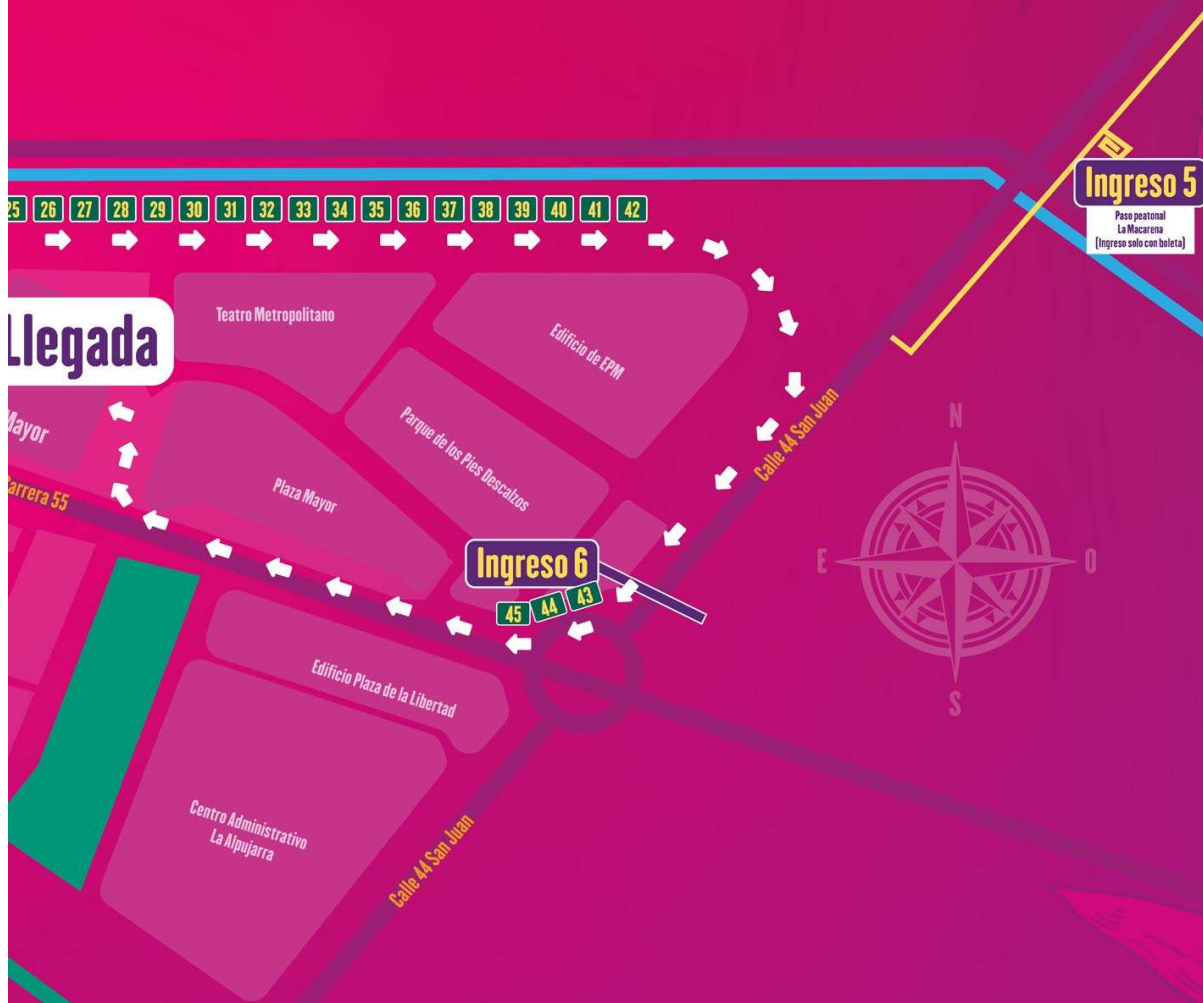 Ingreso 5
Paso peatonal
La Macarena
(Ingreso solo con boleta)
25 26 27 28 29 30 31 32 33 34 35 36 37 38 39 40 41 42
Teatro Metropolitano
Edificio de EPM
Llegada
Parque de los Pies Descalzos
Calle 44 San Juan
Mayor
Carrera 55
Plaza Mayor
N
E
O
S
Ingreso 6
45 44 43
Edificio Plaza de la Libertad
Centro Administrativo
La Alpujarra
Calle 44 San Juan